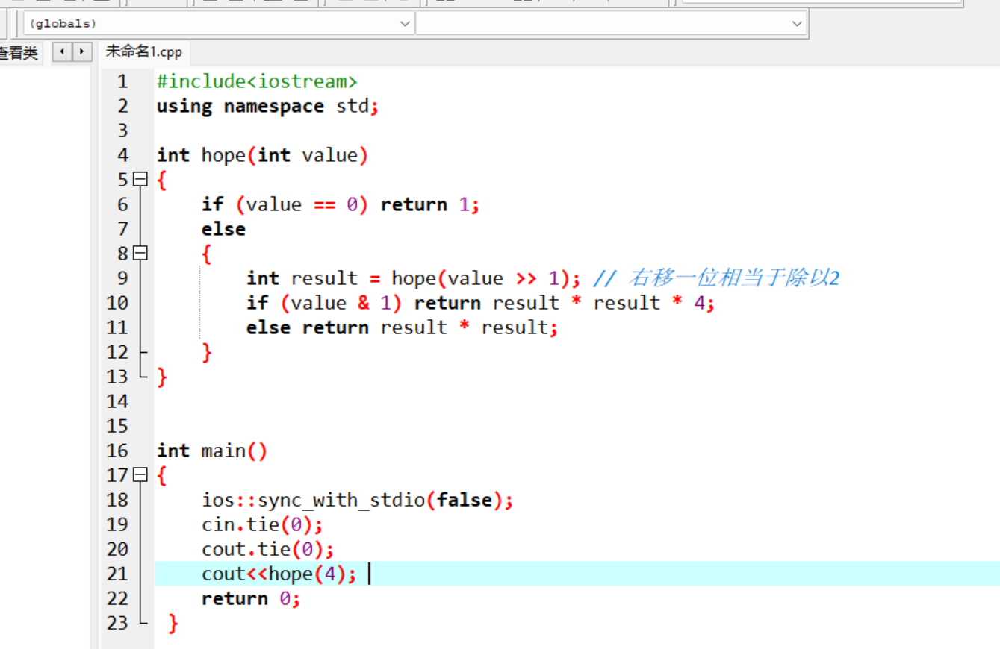 (globals)
查看类 未命名1.cpp
1 #include<iostream>
2 using namespace std;
3
4 int hope(int value)
5 {
6     if (value == 0) return 1;
7     else
8     {
9         int result = hope(value >> 1); // 右移一位相当于除以2
10         if (value & 1) return result * result * 4;
11         else return result * result;
12     }
13 }
14
15
16 int main()
17 {
18     ios::sync_with_stdio(false);
19     cin.tie(0);
20     cout.tie(0);
21     cout<<hope(4);
22     return 0;
23  }